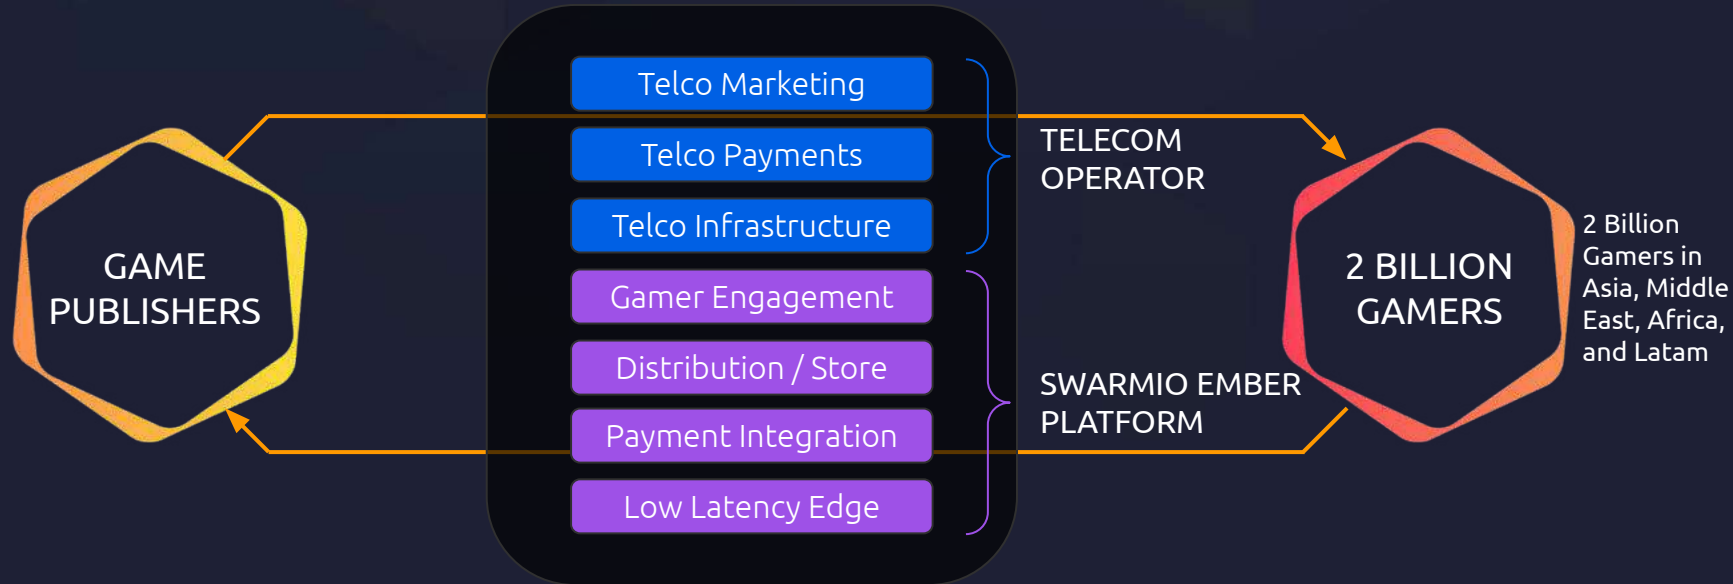 GAME
PUBLISHERS
Telco Marketing
Telco Payments
Telco Infrastructure
Gamer Engagement
Distribution / Store
Payment Integration
Low Latency Edge
TELECOM
OPERATOR
SWARMIO EMBER
PLATFORM
2 BILLION
GAMERS
2 Billion
Gamers in
Asia, Middle
East, Africa,
and Latam